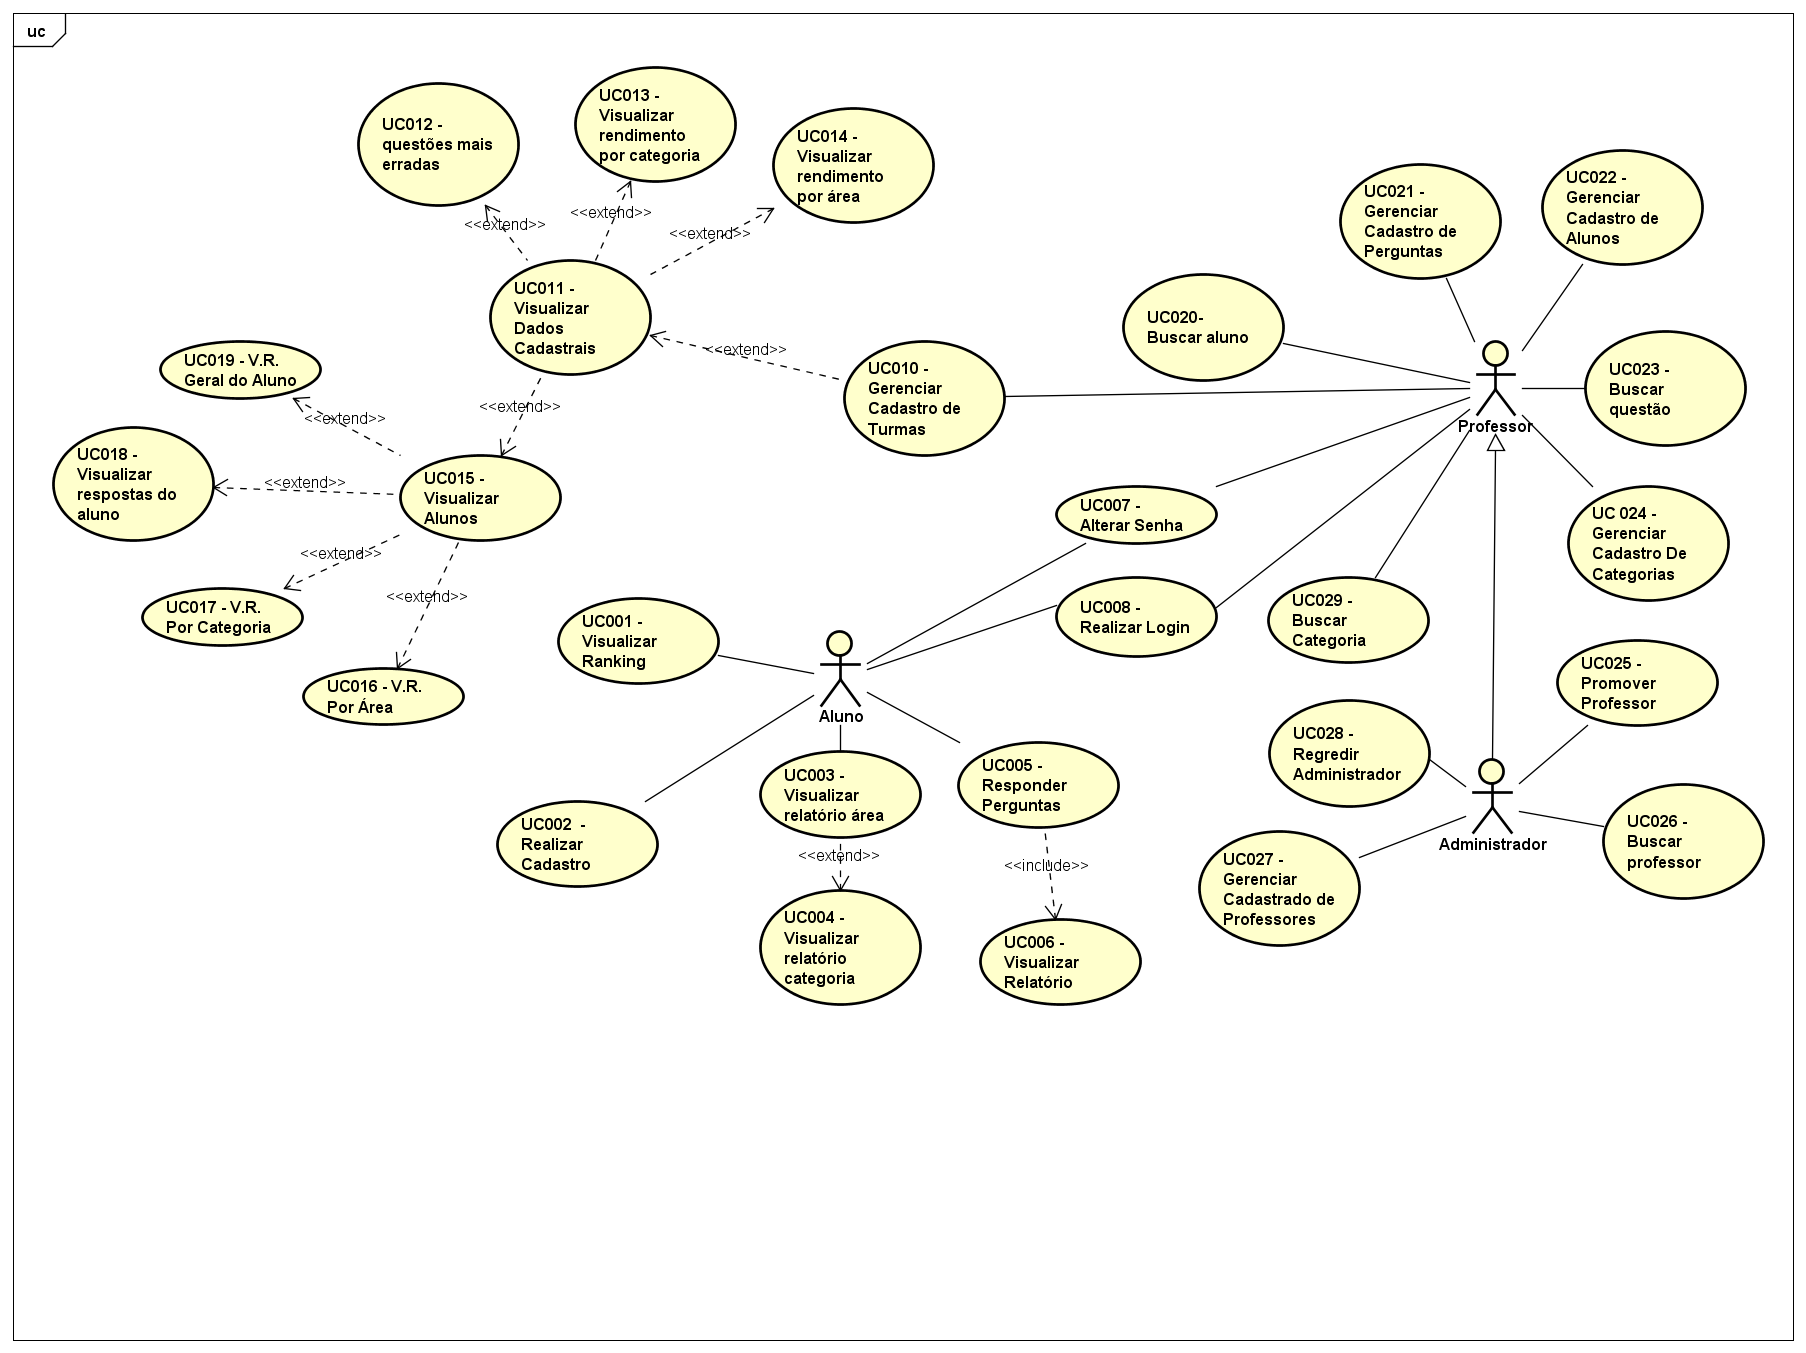 uc
UC012 -
questões mais
erradas
UC013 -
Visualizar
rendimento
por categoria
UC014 -
Visualizar
rendimento
por área
<<extend>>
<<extend>>
<<extend>>
UC011 -
Visualizar
Dados
Cadastrais
<<extend>>
UC010 -
Gerenciar
Cadastro de
Turmas
UC019 - V.R.
Geral do Aluno
<<extend>>
<<extend>>
UC018 -
Visualizar
respostas do
aluno
<<extend>>
UC015 -
Visualizar
Alunos
<<extend>>
<<extend>>
UC017 - V.R.
Por Categoria
UC016 - V.R.
Por Área
UC020-
Buscar aluno
UC021 -
Gerenciar
Cadastro de
Perguntas
UC022 -
Gerenciar
Cadastro de
Alunos
UC023 -
Buscar
questão
Professor
UC 024 -
Gerenciar
Cadastro De
Categorias
UC007 -
Alterar Senha
UC008 -
Realizar Login
UC029 -
Buscar
Categoria
UC001 -
Visualizar
Ranking
Aluno
UC002  -
Realizar
Cadastro
UC003 -
Visualizar
relatório área
<<extend>>
UC004 -
Visualizar
relatório
categoria
UC005 -
Responder
Perguntas
<<include>>
UC006 -
Visualizar
Relatório
UC025 -
Promover
Professor
UC028 -
Regredir
Administrador
Administrador
UC026 -
Buscar
professor
UC027 -
Gerenciar
Cadastrado de
Professores